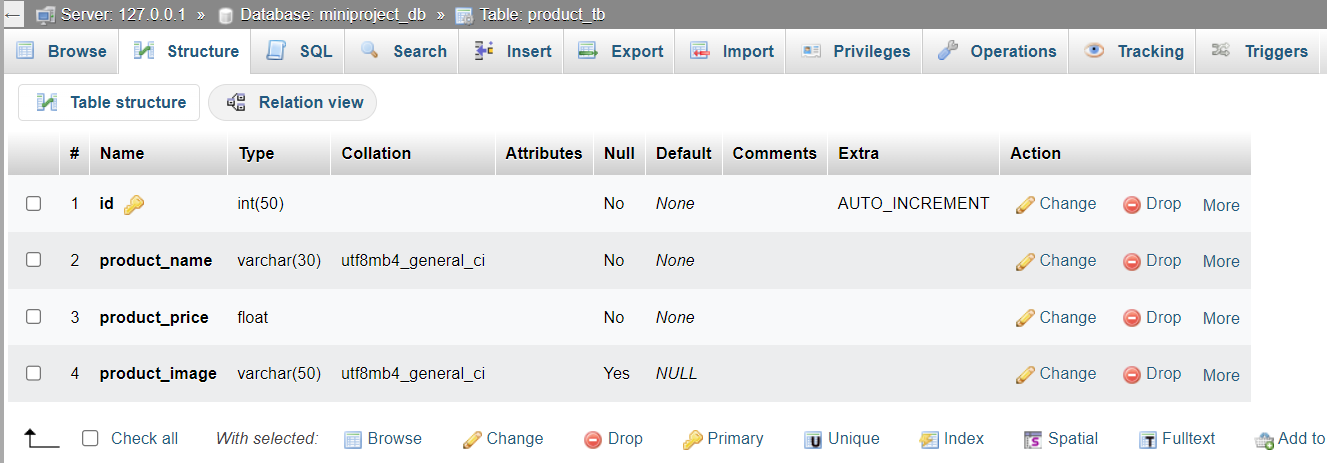 ← Server: 127.0.0.1 » Database: miniproject_db » Table: product_tb
Browse Structure SQL Search Insert Export Import Privileges Operations Tracking Triggers
Table structure Relation view
# Name Type Collation Attributes Null Default Comments Extra Action
1 id int(50) No None AUTO_INCREMENT Change Drop More
2 product_name varchar(30) utf8mb4_general_ci No None Change Drop More
3 product_price float No None Change Drop More
4 product_image varchar(50) utf8mb4_general_ci Yes NULL Change Drop More
Check all With selected: Browse Change Drop Primary Unique Index Spatial Fulltext Add to